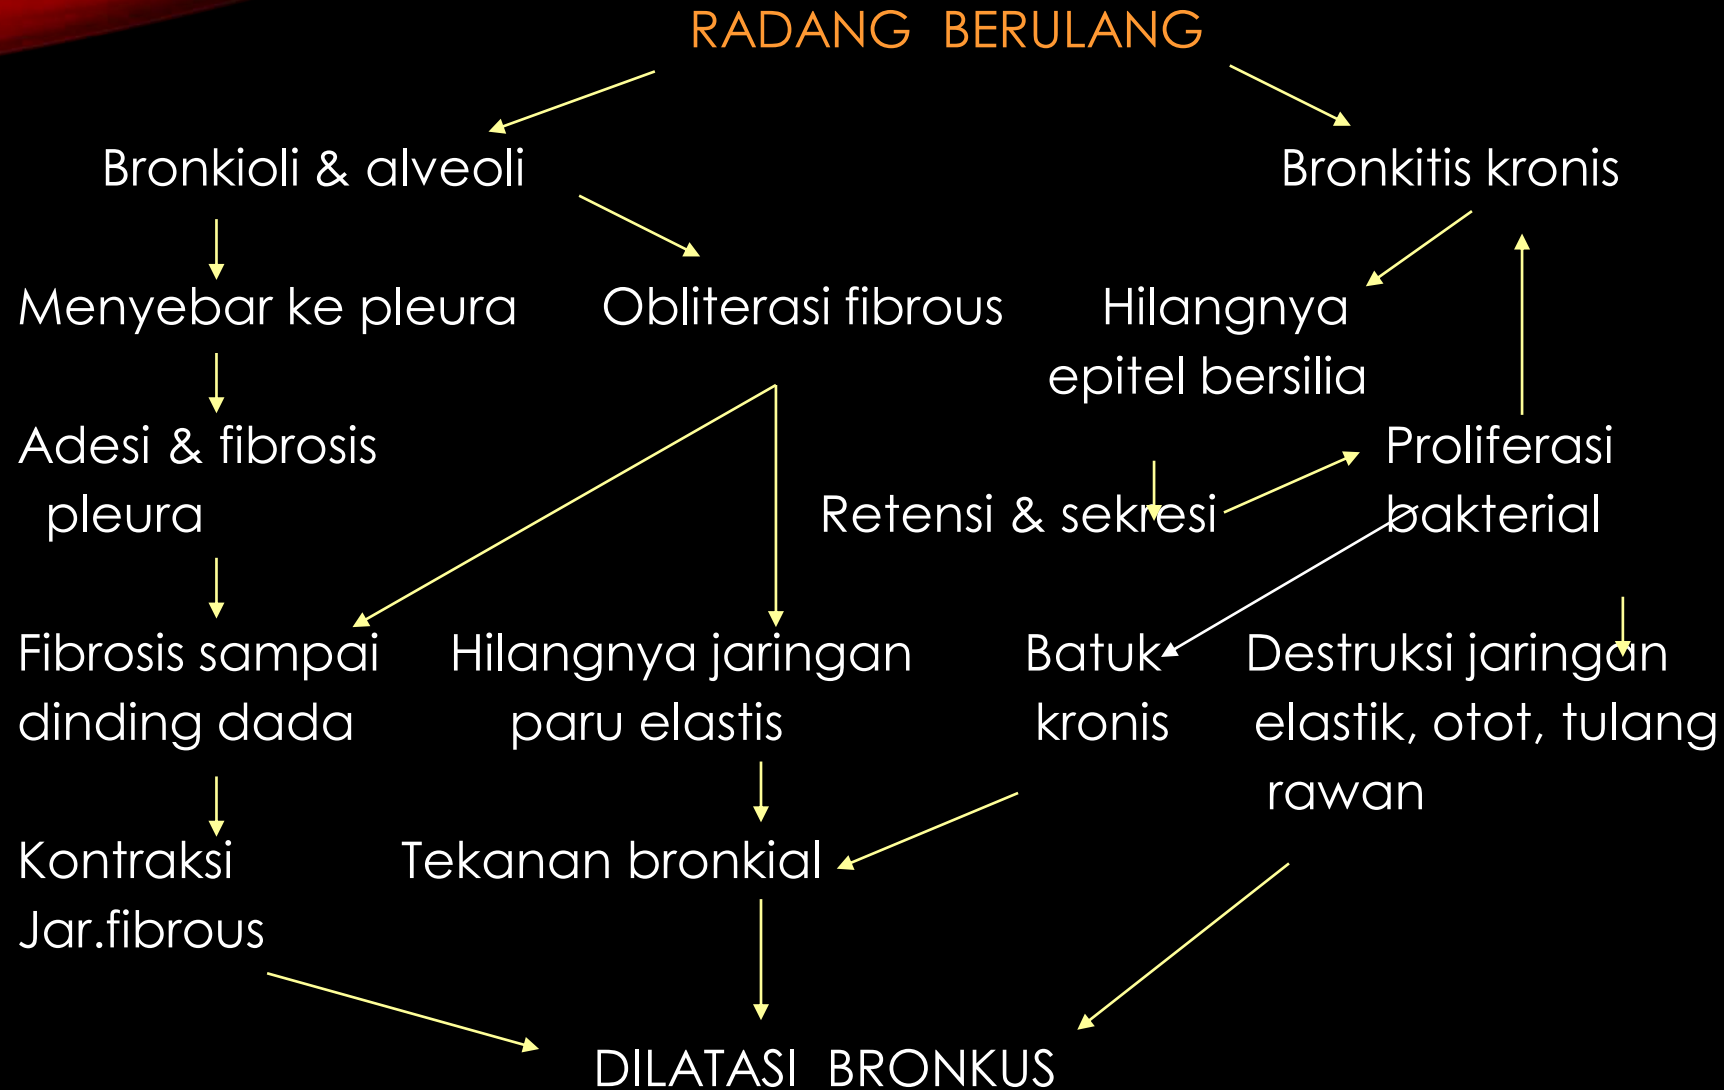 RADANG BERULANG
Bronkioli & alveoli
Bronkitis kronis
Menyebar ke pleura
Obliterasi fibrous
Hilangnya
epitel bersilia
Adesi & fibrosis
pleura
Retensi & sekresi
Proliferasi
bakterial
Fibrosis sampai
dinding dada
Hilangnya jaringan
paru elastis
Batuk
kronis
Destruksi jaringan
elastik, otot, tulang
rawan
Kontraksi
Jar.fibrous
Tekanan bronkial
DILATASI BRONKUS